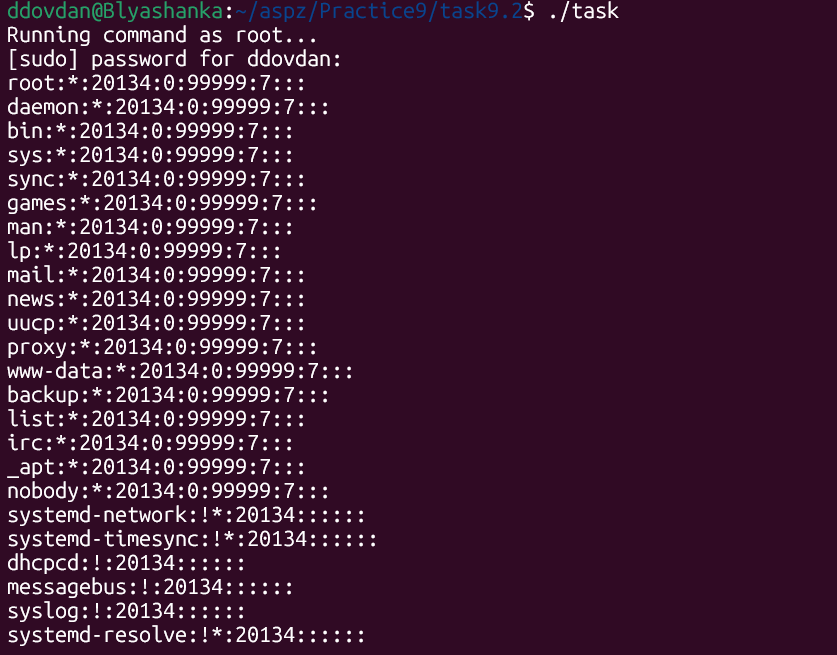 ddovdan@Blyashanka:~/aspz/Practice9/task9.2$ ./task
Running command as root...
[sudo] password for ddovdan:
root:*:20134:0:99999:7:::
daemon:*:20134:0:99999:7:::
bin:*:20134:0:99999:7:::
sys:*:20134:0:99999:7:::
sync:*:20134:0:99999:7:::
games:*:20134:0:99999:7:::
man:*:20134:0:99999:7:::
lp:*:20134:0:99999:7:::
mail:*:20134:0:99999:7:::
news:*:20134:0:99999:7:::
uucp:*:20134:0:99999:7:::
proxy:*:20134:0:99999:7:::
www-data:*:20134:0:99999:7:::
backup:*:20134:0:99999:7:::
list:*:20134:0:99999:7:::
irc:*:20134:0:99999:7:::
_apt:*:20134:0:99999:7:::
nobody:*:20134:0:99999:7:::
systemd-network:!*:20134::::::
systemd-timesync:!*:20134::::::
dhcpcd:!:20134::::::
messagebus:!:20134::::::
syslog:!:20134::::::
systemd-resolve:!*:20134::::::